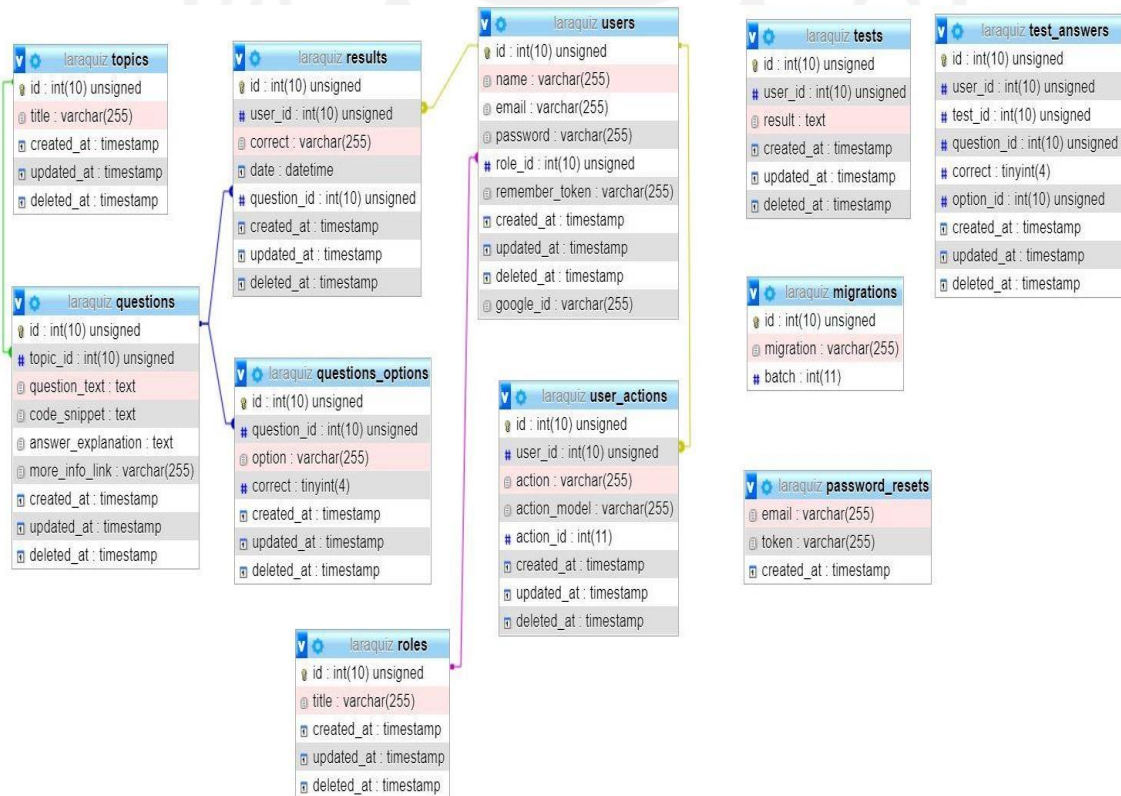 laraquiz topics
id : int(10) unsigned
title : varchar(255)
created_at : timestamp
updated_at : timestamp
deleted_at : timestamp
laraquiz results
id : int(10) unsigned
user_id : int(10) unsigned
correct : varchar(255)
date : datetime
question_id : int(10) unsigned
created_at : timestamp
updated_at : timestamp
deleted_at : timestamp
laraquiz users
id : int(10) unsigned
name : varchar(255)
email : varchar(255)
password : varchar(255)
role_id : int(10) unsigned
remember_token : varchar(255)
created_at : timestamp
updated_at : timestamp
deleted_at : timestamp
google_id : varchar(255)
laraquiz tests
id : int(10) unsigned
user_id : int(10) unsigned
result : text
created_at : timestamp
updated_at : timestamp
deleted_at : timestamp
laraquiz test_answers
id : int(10) unsigned
user_id : int(10) unsigned
test_id : int(10) unsigned
question_id : int(10) unsigned
correct : tinyint(4)
option_id : int(10) unsigned
created_at : timestamp
updated_at : timestamp
deleted_at : timestamp
laraquiz questions
id : int(10) unsigned
topic_id : int(10) unsigned
question_text : text
code_snippet : text
answer_explanation : text
more_info_link : varchar(255)
created_at : timestamp
updated_at : timestamp
deleted_at : timestamp
laraquiz questions_options
id : int(10) unsigned
question_id : int(10) unsigned
option : varchar(255)
correct : tinyint(4)
created_at : timestamp
updated_at : timestamp
deleted_at : timestamp
laraquiz user_actions
id : int(10) unsigned
user_id : int(10) unsigned
action : varchar(255)
action_model : varchar(255)
action_id : int(11)
created_at : timestamp
updated_at : timestamp
deleted_at : timestamp
laraquiz migrations
id : int(10) unsigned
migration : varchar(255)
batch : int(11)
laraquiz password_resets
email : varchar(255)
token : varchar(255)
created_at : timestamp
laraquiz roles
id : int(10) unsigned
title : varchar(255)
created_at : timestamp
updated_at : timestamp
deleted_at : timestamp